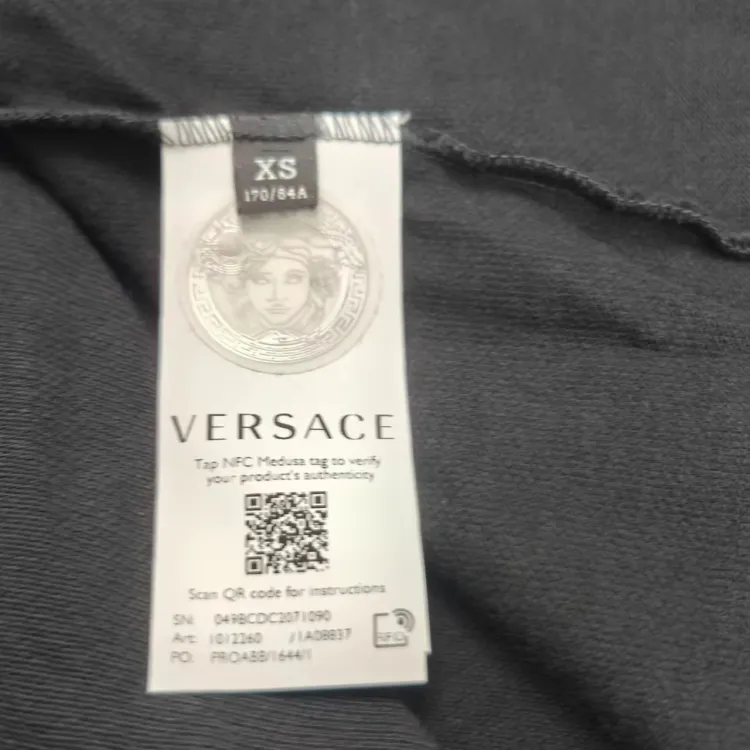 XS
170/84A
VERSACE
Tap NFC Medusa tag to verify
your product's authenticity
Scan QR code for instructions
SN: 049BCDC2071090
Art: 1012260 /1A08837
PO: PROABB/1644/1
RFID